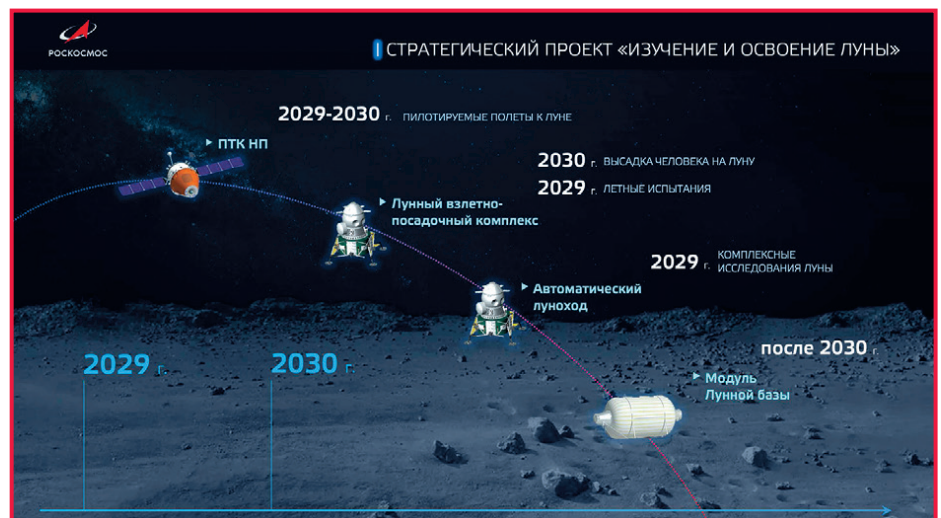 РОСКОСМОС
СТРАТЕГИЧЕСКИЙ ПРОЕКТ «ИЗУЧЕНИЕ И ОСВОЕНИЕ ЛУНЫ»
2029-2030 г. ПИЛОТИРУЕМЫЕ ПОЛЕТЫ К ЛУНЕ
ПТК НП
2030 г. ВЫСАДКА ЧЕЛОВЕКА НА ЛУНУ
2029 г. ЛЕТНЫЕ ИСПЫТАНИЯ
Лунный взлетно-
посадочный комплекс
2029 г. КОМПЛЕКСНЫЕ
ИССЛЕДОВАНИЯ ЛУНЫ
Автоматический
луноход
после 2030 г.
Модуль
Лунной базы
2029 г.
2030 г.